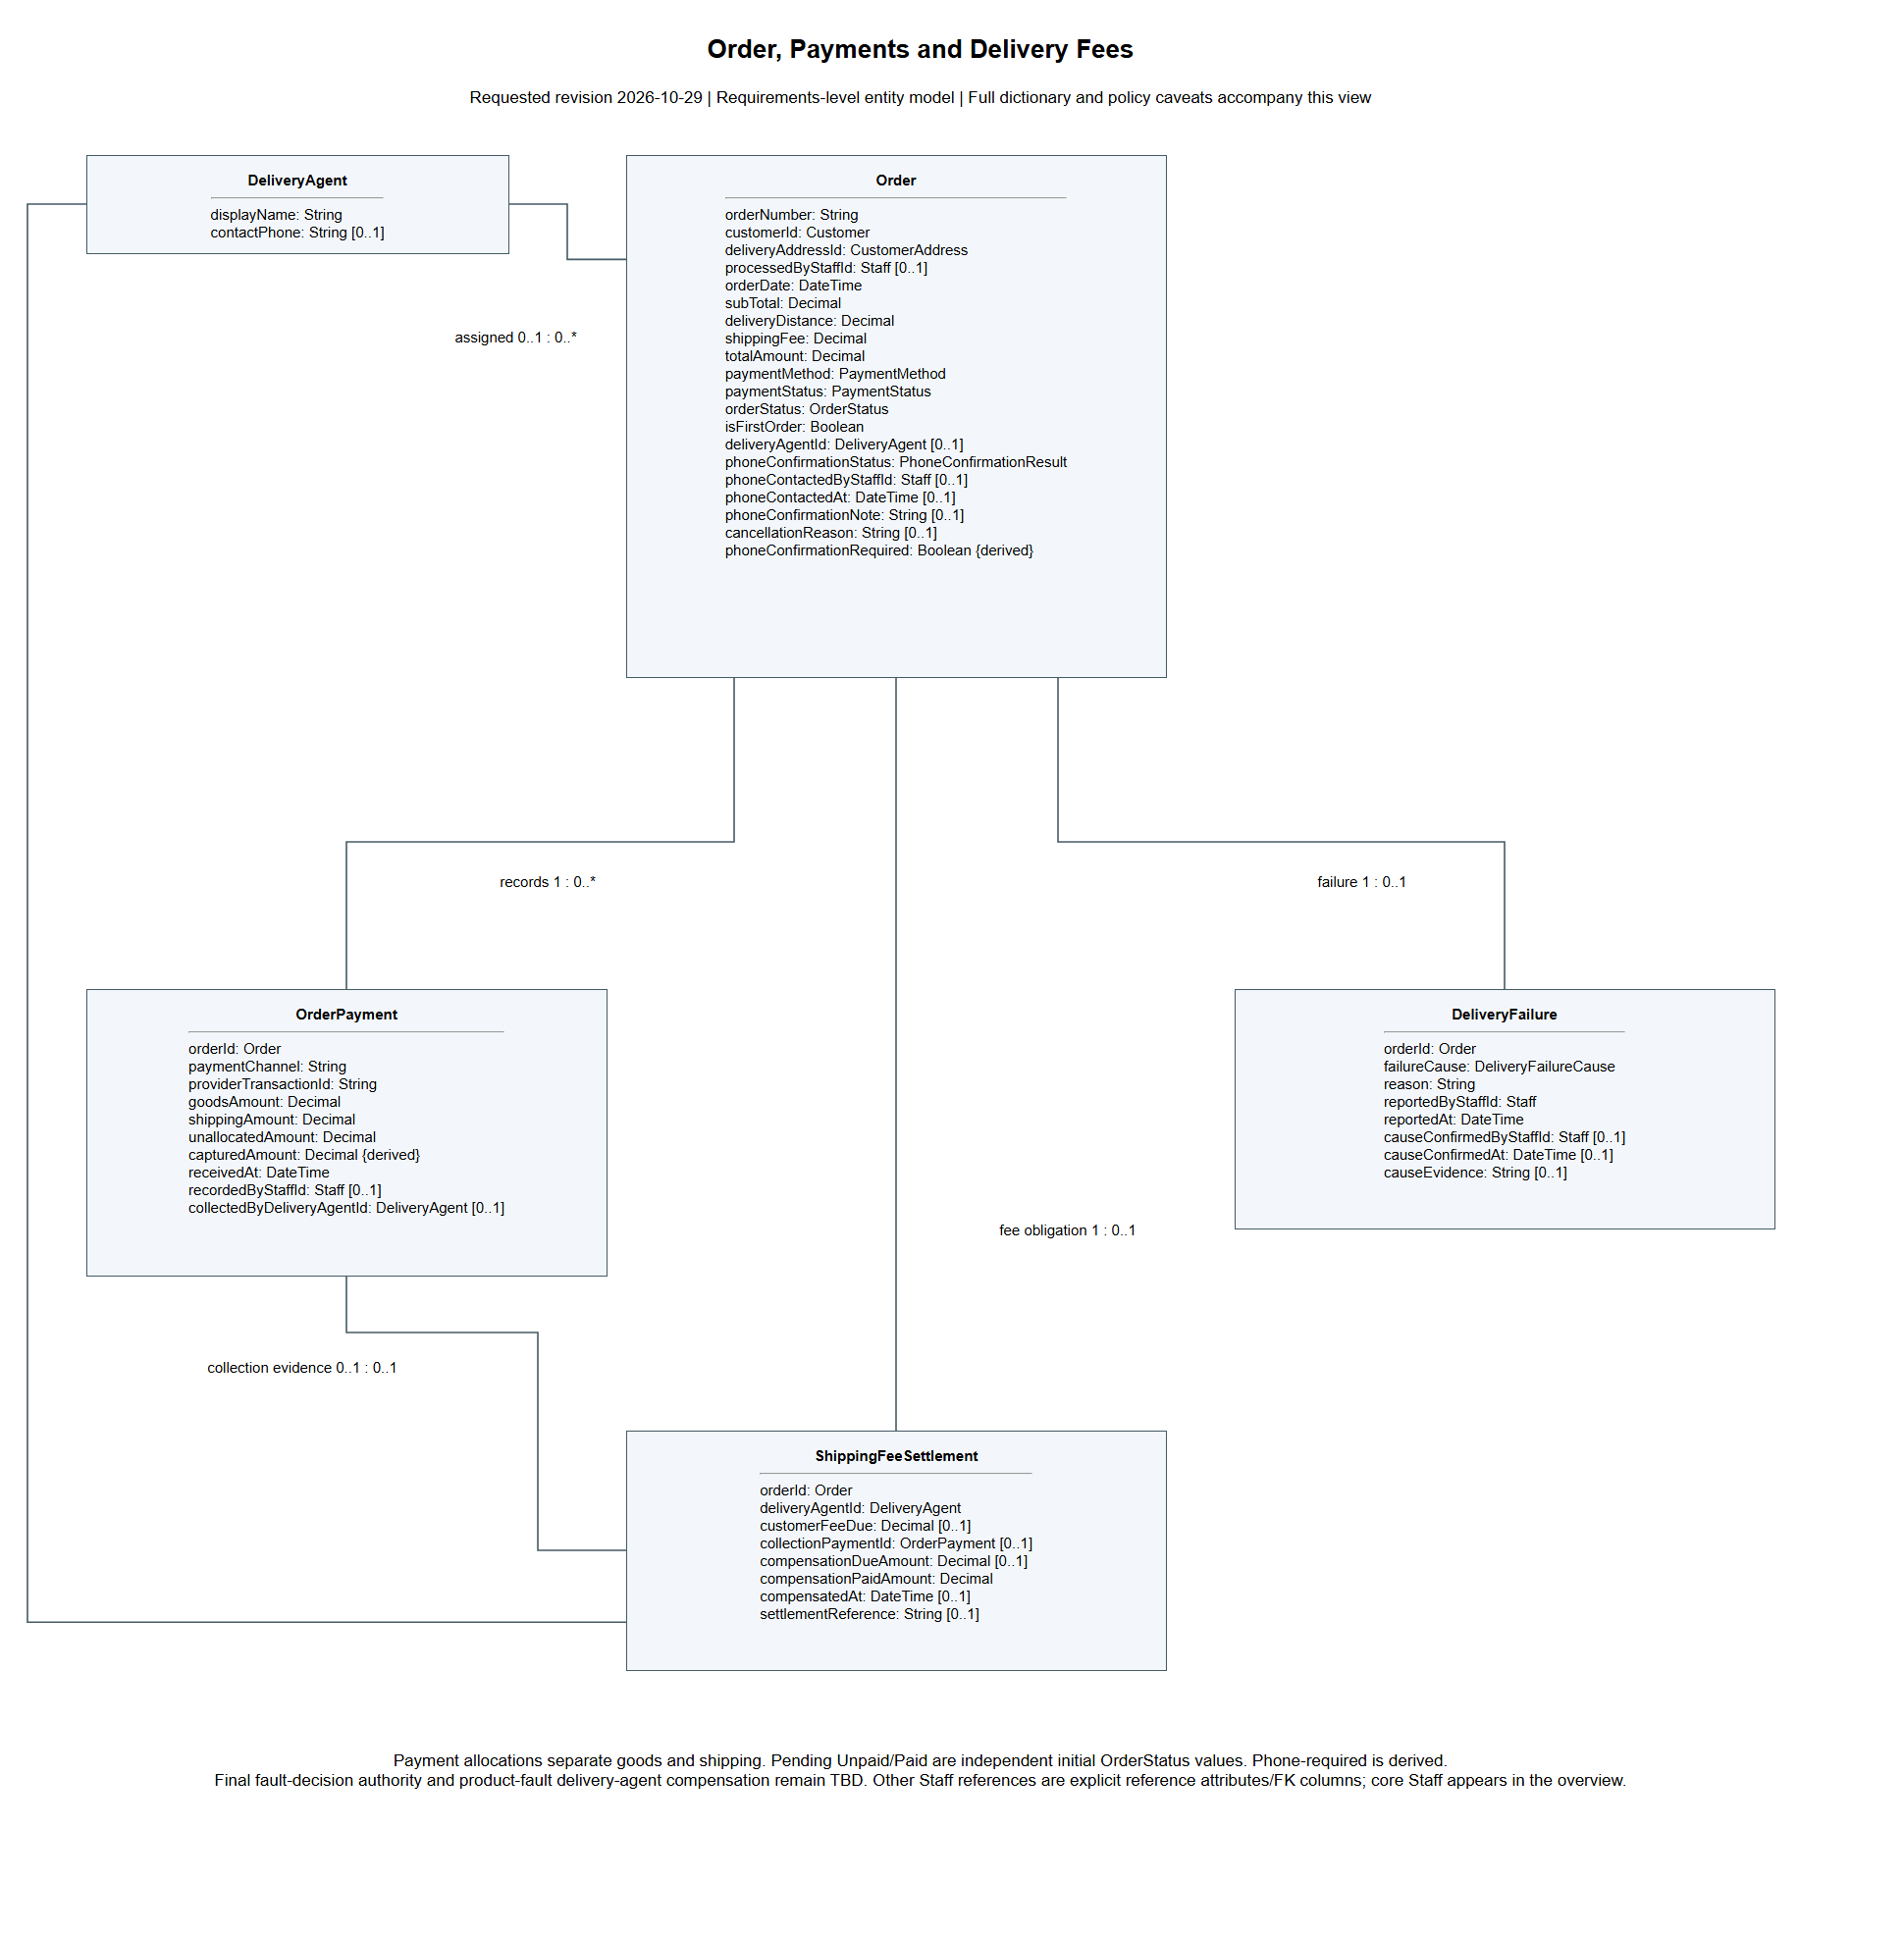 Order, Payments and Delivery Fees
Requested revision 2026-10-29 | Requirements-level entity model | Full dictionary and policy caveats accompany this view
DeliveryAgent
displayName: String
contactPhone: String [0..1]
Order
orderNumber: String
customerId: Customer
deliveryAddressId: CustomerAddress
processedByStaffId: Staff [0..1]
orderDate: DateTime
subTotal: Decimal
deliveryDistance: Decimal
shippingFee: Decimal
totalAmount: Decimal
paymentMethod: PaymentMethod
paymentStatus: PaymentStatus
orderStatus: OrderStatus
isFirstOrder: Boolean
deliveryAgentId: DeliveryAgent [0..1]
phoneConfirmationStatus: PhoneConfirmationResult
phoneContactedByStaffId: Staff [0..1]
phoneContactedAt: DateTime [0..1]
phoneConfirmationNote: String [0..1]
cancellationReason: String [0..1]
phoneConfirmationRequired: Boolean {derived}
assigned 0..1 : 0..*
records 1 : 0..*
failure 1 : 0..1
OrderPayment
orderId: Order
paymentChannel: String
providerTransactionId: String
goodsAmount: Decimal
shippingAmount: Decimal
unallocatedAmount: Decimal
capturedAmount: Decimal {derived}
receivedAt: DateTime
recordedByStaffId: Staff [0..1]
collectedByDeliveryAgentId: DeliveryAgent [0..1]
DeliveryFailure
orderId: Order
failureCause: DeliveryFailureCause
reason: String
reportedByStaffId: Staff
reportedAt: DateTime
causeConfirmedByStaffId: Staff [0..1]
causeConfirmedAt: DateTime [0..1]
causeEvidence: String [0..1]
fee obligation 1 : 0..1
collection evidence 0..1 : 0..1
ShippingFeeSettlement
orderId: Order
deliveryAgentId: DeliveryAgent
customerFeeDue: Decimal [0..1]
collectionPaymentId: OrderPayment [0..1]
compensationDueAmount: Decimal [0..1]
compensationPaidAmount: Decimal
compensatedAt: DateTime [0..1]
settlementReference: String [0..1]
Payment allocations separate goods and shipping. Pending Unpaid/Paid are independent initial OrderStatus values. Phone-required is derived.
Final fault-decision authority and product-fault delivery-agent compensation remain TBD. Other Staff references are explicit reference attributes/FK columns; core Staff appears in the overview.